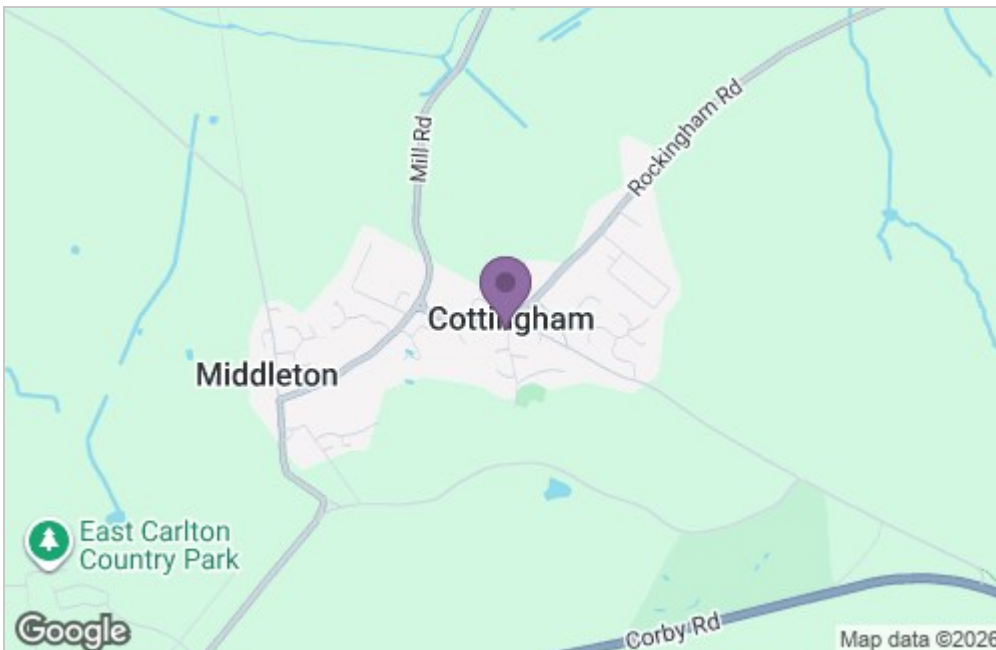 Mill Rd
Rockingham Rd
Cottingham
Middleton
East Carlton
Country Park
Google
Corby Rd
Map data ©2026